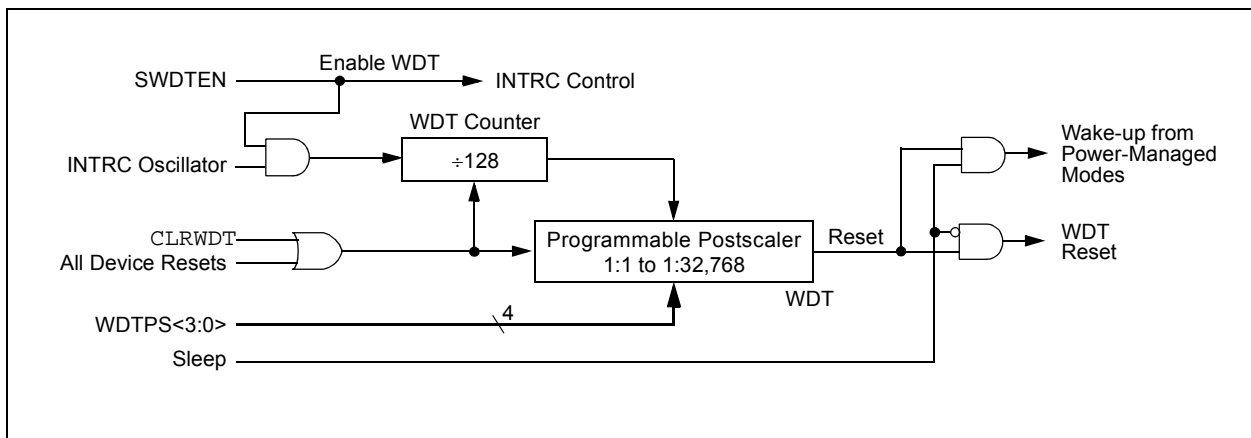 Enable WDT
SWDTEN
INTRC Control
WDT Counter
INTRC Oscillator
÷128
Wake-up from
Power-Managed
Modes
CLRWDT
All Device Resets
Programmable Postscaler
1:1 to 1:32,768
Reset
WDT
WDT
Reset
4
WDTPS<3:0>
Sleep